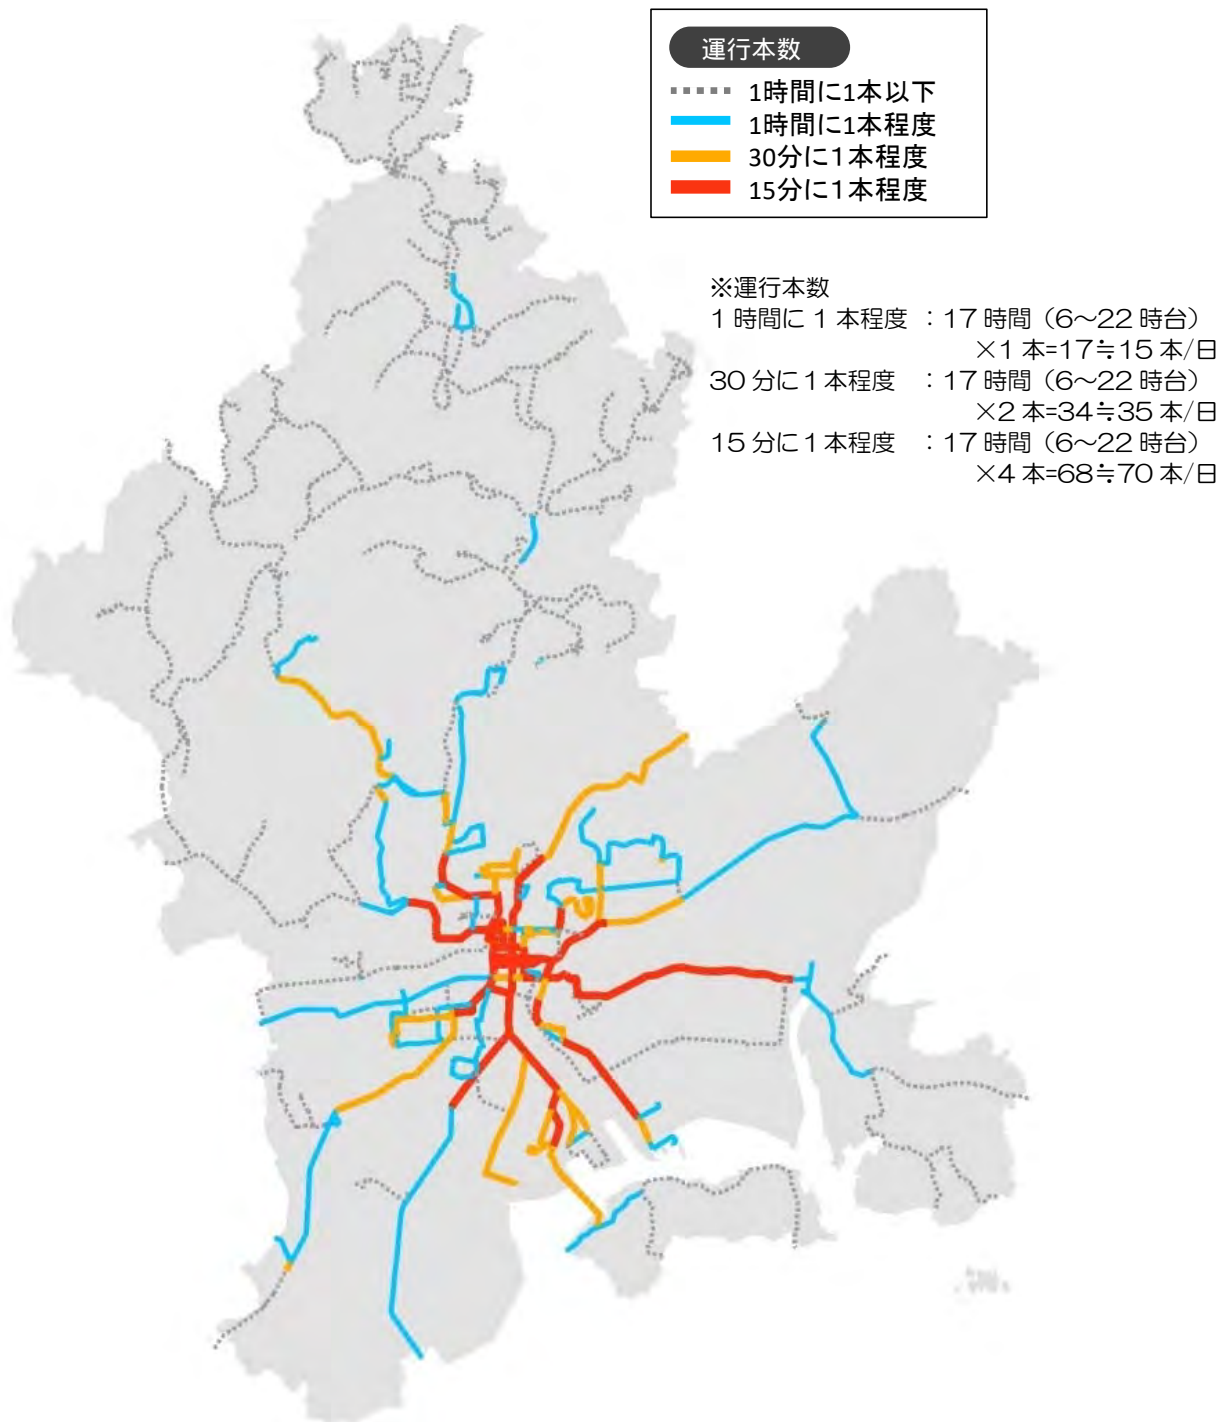 運行本数
1時間に1本以下
1時間に1本程度
30分に1本程度
15分に1本程度
※運行本数
1時間に1本程度 :17時間(6~22時台)
×1本=17≒15本/日
30分に1本程度 :17時間(6~22時台)
×2本=34≒35本/日
15分に1本程度 :17時間(6~22時台)
×4本=68≒70本/日